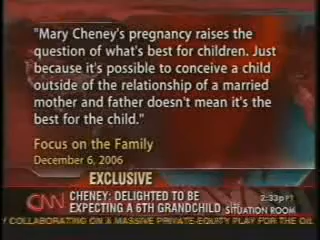 "Mary Cheney's pregnancy raises the
question of what's best for children. Just
because it's possible to conceive a child
outside of the relationship of a married
mother and father doesn't mean it's the
best for the child."
Focus on the Family
December 6, 2006
EXCLUSIVE
CNN
CHENEY: DELIGHTED TO BE
EXPECTING A 6TH GRANDCHILD
2:33p
SITUATION ROOM
COLLABORATING ON A MASSIVE PRIVATE-EQUITY PLAY FOR THE